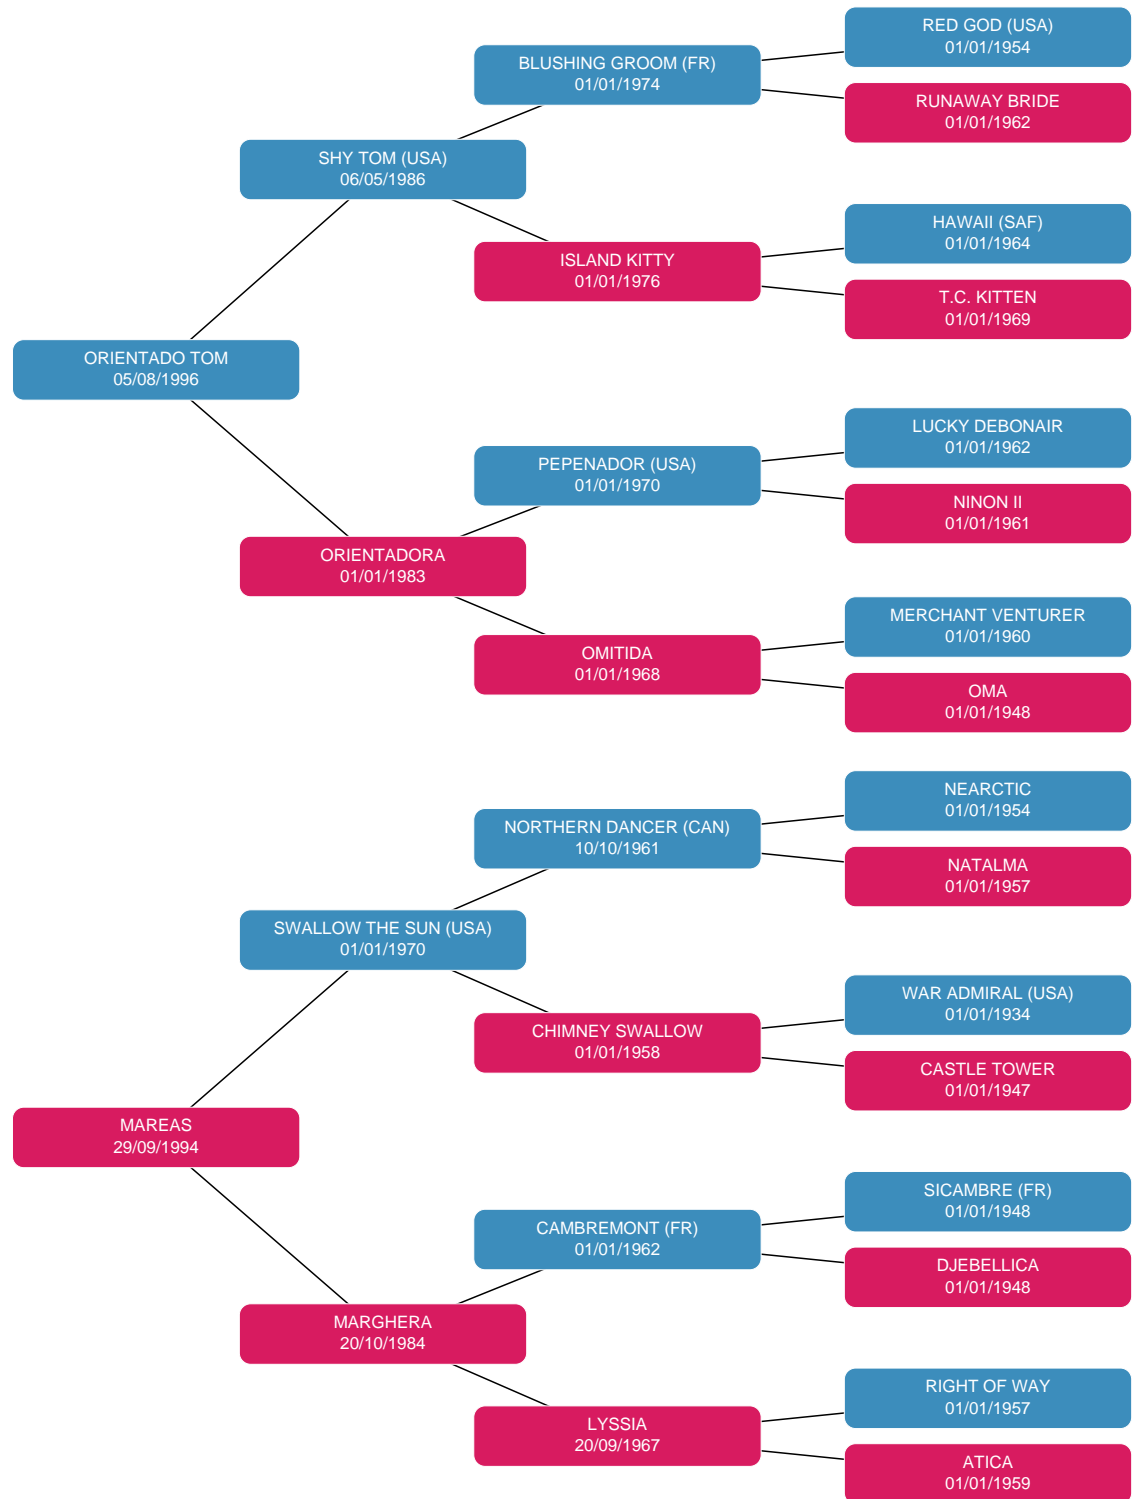 RED GOD (USA)
01/01/1954
BLUSHING GROOM (FR)
01/01/1974
RUNAWAY BRIDE
01/01/1962
SHY TOM (USA)
06/05/1986
HAWAII (SAF)
01/01/1964
ISLAND KITTY
01/01/1976
T.C. KITTEN
01/01/1969
ORIENTADO TOM
05/08/1996
LUCKY DEBONAIR
01/01/1962
PEPENADOR (USA)
01/01/1970
NINON II
01/01/1961
ORIENTADORA
01/01/1983
MERCHANT VENTURER
01/01/1960
OMITIDA
01/01/1968
OMA
01/01/1948
NEARCTIC
01/01/1954
NORTHERN DANCER (CAN)
10/10/1961
NATALMA
01/01/1957
SWALLOW THE SUN (USA)
01/01/1970
WAR ADMIRAL (USA)
01/01/1934
CHIMNEY SWALLOW
01/01/1958
CASTLE TOWER
01/01/1947
MAREAS
29/09/1994
SICAMBRE (FR)
01/01/1948
CAMBREMONT (FR)
01/01/1962
DJEBELLICA
01/01/1948
MARGHERA
20/10/1984
RIGHT OF WAY
01/01/1957
LYSSIA
20/09/1967
ATICA
01/01/1959